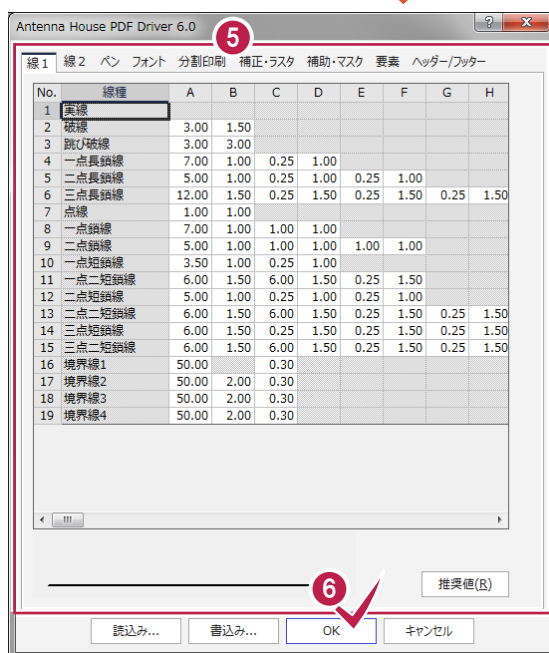 Antenna House PDF Driver 6.0
5
線1 線2 ペン フォント 分割印刷 補正・ラスタ 補助・マスク 要素 ヘッダー/フッター
No. 線種 A B C D E F G H
1 実線
2 破線 3.00 1.50
3 跳び破線 3.00 3.00
4 一点長鎖線 7.00 1.00 0.25 1.00
5 二点長鎖線 5.00 1.00 0.25 1.00 0.25 1.00
6 三点長鎖線 12.00 1.50 0.25 1.50 0.25 1.50 0.25 1.50
7 点線 1.00 1.00
8 一点鎖線 7.00 1.00 1.00 1.00
9 二点鎖線 5.00 1.00 1.00 1.00 1.00 1.00
10 一点短鎖線 3.50 1.00 0.25 1.00
11 一点二短鎖線 6.00 1.50 6.00 1.50 0.25 1.50
12 二点短鎖線 5.00 1.00 0.25 1.00 0.25 1.00
13 二点二短鎖線 6.00 1.50 6.00 1.50 0.25 1.50 0.25 1.50
14 三点短鎖線 6.00 1.50 0.25 1.50 0.25 1.50 0.25 1.50
15 三点二短鎖線 6.00 1.50 6.00 1.50 0.25 1.50 0.25 1.50
16 境界線1 50.00 0.30
17 境界線2 50.00 2.00 0.30
18 境界線3 50.00 2.00 0.30
19 境界線4 50.00 2.00 0.30
推奨値(R)
6
読込み... 書込み... OK キャンセル